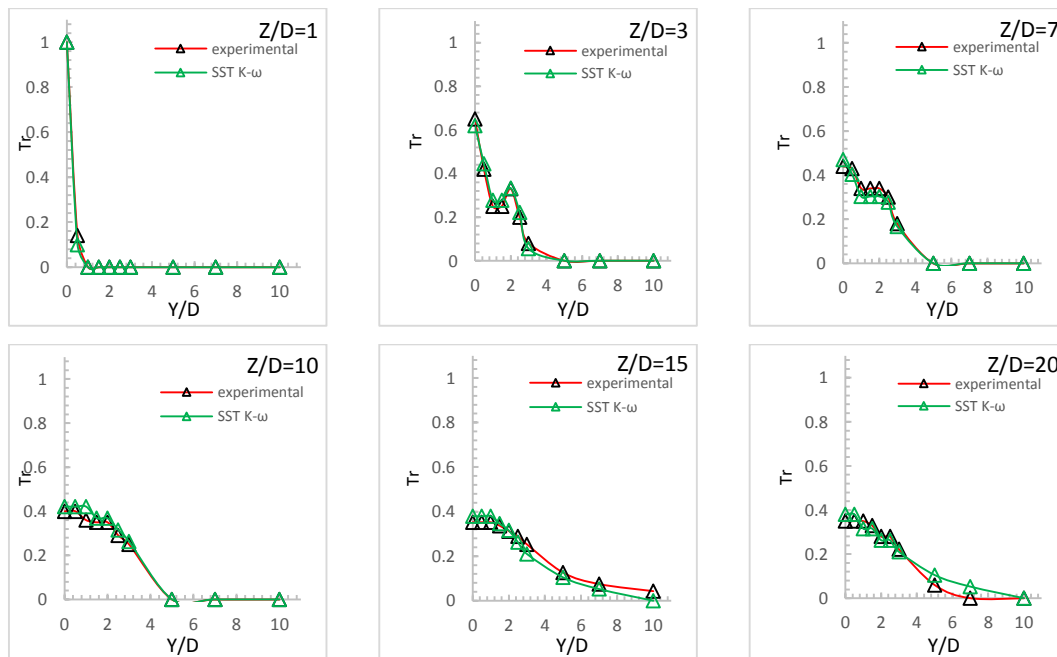 Z/D=1
experimental
SST K-ω
1
0.8
0.6
0.4
0.2
0
Tr
0 2 4 6 8 10
Y/D
Z/D=3
experimental
SST K-ω
1
0.8
0.6
0.4
0.2
0
Tr
0 2 4 6 8 10
Y/D
Z/D=7
experimental
SST K-ω
1
0.8
0.6
0.4
0.2
0
Tr
0 2 4 6 8 10
Y/D
Z/D=10
experimental
SST K-ω
1
0.8
0.6
0.4
0.2
0
Tr
0 2 4 6 8 10
Y/D
Z/D=15
experimental
SST K-ω
1
0.8
0.6
0.4
0.2
0
Tr
0 2 4 6 8 10
Y/D
Z/D=20
experimental
SST K-ω
1
0.8
0.6
0.4
0.2
0
Tr
0 2 4 6 8 10
Y/D